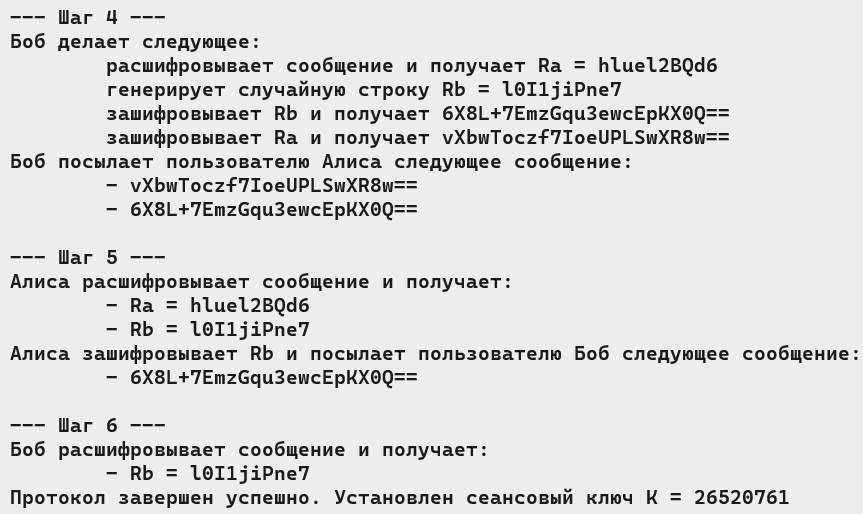 --- Шаг 4 ---
Боб делает следующее:
расшифровывает сообщение и получает Ra = hluel2BQd6
генерирует случайную строку Rb = l0I1jiPne7
зашифровывает Rb и получает 6X8L+7EmzGqu3ewcEpKX0Q==
зашифровывает Ra и получает vXbwToczf7IoeUPLSwXR8w==
Боб посылает пользователю Алиса следующее сообщение:
- vXbwToczf7IoeUPLSwXR8w==
- 6X8L+7EmzGqu3ewcEpKX0Q==
--- Шаг 5 ---
Алиса расшифровывает сообщение и получает:
- Ra = hluel2BQd6
- Rb = l0I1jiPne7
Алиса зашифровывает Rb и посылает пользователю Боб следующее сообщение:
- 6X8L+7EmzGqu3ewcEpKX0Q==
--- Шаг 6 ---
Боб расшифровывает сообщение и получает:
- Rb = l0I1jiPne7
Протокол завершен успешно. Установлен сеансовый ключ K = 26520761